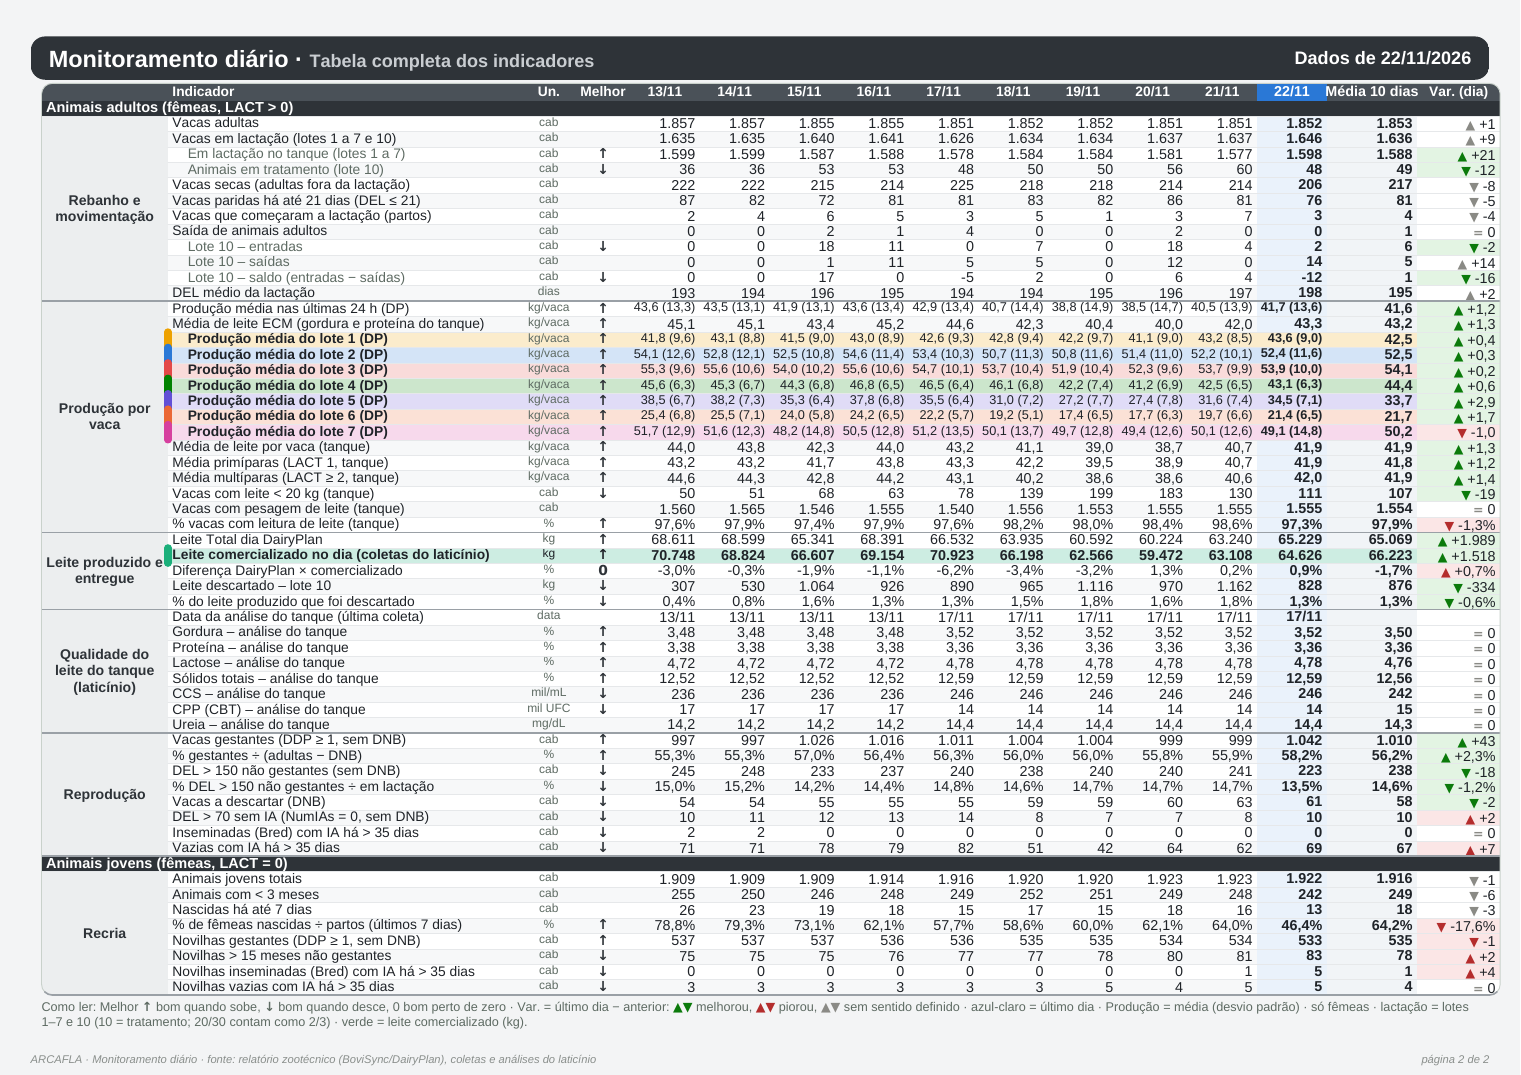 Monitoramento diário · Tabela completa dos indicadores Dados de 22/11/2026
Indicador Un. Melhor 13/11 14/11 15/11 16/11 17/11 18/11 19/11 20/11 21/11 22/11 Média 10 dias Var. (dia)
Animais adultos (fêmeas, LACT > 0)
Rebanho e movimentação
Vacas adultas cab 1.857 1.857 1.855 1.855 1.851 1.852 1.852 1.851 1.851 1.852 1.853 ▲ +1
Vacas em lactação (lotes 1 a 7 e 10) cab 1.635 1.635 1.640 1.641 1.626 1.634 1.634 1.637 1.637 1.646 1.636 ▲ +9
Em lactação no tanque (lotes 1 a 7) cab ↑ 1.599 1.599 1.587 1.588 1.578 1.584 1.584 1.581 1.577 1.598 1.588 ▲ +21
Animais em tratamento (lote 10) cab ↓ 36 36 53 53 48 50 50 56 60 48 49 ▼ -12
Vacas secas (adultas fora da lactação) cab 222 222 215 214 225 218 218 214 214 206 217 ▼ -8
Vacas paridas há até 21 dias (DEL ≤ 21) cab 87 82 72 81 81 83 82 86 81 76 81 ▼ -5
Vacas que começaram a lactação (partos) cab 2 4 6 5 3 5 1 3 7 3 4 ▼ -4
Saída de animais adultos cab 0 0 2 1 4 0 0 2 0 0 1 = 0
Lote 10 – entradas cab ↓ 0 0 18 11 0 7 0 18 4 2 6 ▼ -2
Lote 10 – saídas cab 0 0 1 11 5 5 0 12 0 14 5 ▲ +14
Lote 10 – saldo (entradas − saídas) cab ↓ 0 0 17 0 -5 2 0 6 4 -12 1 ▼ -16
DEL médio da lactação dias 193 194 196 195 194 194 195 196 197 198 195 ▲ +2
Produção por vaca
Produção média nas últimas 24 h (DP) kg/vaca ↑ 43,6 (13,3) 43,5 (13,1) 41,9 (13,1) 43,6 (13,4) 42,9 (13,4) 40,7 (14,4) 38,8 (14,9) 38,5 (14,7) 40,5 (13,9) 41,7 (13,6) 41,6 ▲ +1,2
Média de leite ECM (gordura e proteína do tanque) kg/vaca ↑ 45,1 45,1 43,4 45,2 44,6 42,3 40,4 40,0 42,0 43,3 43,2 ▲ +1,3
Produção média do lote 1 (DP) kg/vaca ↑ 41,8 (9,6) 43,1 (8,8) 41,5 (9,0) 43,0 (8,9) 42,6 (9,3) 42,8 (9,4) 42,2 (9,7) 41,1 (9,0) 43,2 (8,5) 43,6 (9,0) 42,5 ▲ +0,4
Produção média do lote 2 (DP) kg/vaca ↑ 54,1 (12,6) 52,8 (12,1) 52,5 (10,8) 54,6 (11,4) 53,4 (10,3) 50,7 (11,3) 50,8 (11,6) 51,4 (11,0) 52,2 (10,1) 52,4 (11,6) 52,5 ▲ +0,3
Produção média do lote 3 (DP) kg/vaca ↑ 55,3 (9,6) 55,6 (10,6) 54,0 (10,2) 55,6 (10,6) 54,7 (10,1) 53,7 (10,4) 51,9 (10,4) 52,3 (9,6) 53,7 (9,9) 53,9 (10,0) 54,1 ▲ +0,2
Produção média do lote 4 (DP) kg/vaca ↑ 45,6 (6,3) 45,3 (6,7) 44,3 (6,8) 46,8 (6,5) 46,5 (6,4) 46,1 (6,8) 42,2 (7,4) 41,2 (6,9) 42,5 (6,5) 43,1 (6,3) 44,4 ▲ +0,6
Produção média do lote 5 (DP) kg/vaca ↑ 38,5 (6,7) 38,2 (7,3) 35,3 (6,4) 37,8 (6,8) 35,5 (6,4) 31,0 (7,2) 27,2 (7,7) 27,4 (7,8) 31,6 (7,4) 34,5 (7,1) 33,7 ▲ +2,9
Produção média do lote 6 (DP) kg/vaca ↑ 25,4 (6,8) 25,5 (7,1) 24,0 (5,8) 24,2 (6,5) 22,2 (5,7) 19,2 (5,1) 17,4 (6,5) 17,7 (6,3) 19,7 (6,6) 21,4 (6,5) 21,7 ▲ +1,7
Produção média do lote 7 (DP) kg/vaca ↑ 51,7 (12,9) 51,6 (12,3) 48,2 (14,8) 50,5 (12,8) 51,2 (13,5) 50,1 (13,7) 49,7 (12,8) 49,4 (12,6) 50,1 (12,6) 49,1 (14,8) 50,2 ▼ -1,0
Média de leite por vaca (tanque) kg/vaca ↑ 44,0 43,8 42,3 44,0 43,2 41,1 39,0 38,7 40,7 41,9 41,9 ▲ +1,3
Média primíparas (LACT 1, tanque) kg/vaca ↑ 43,2 43,2 41,7 43,8 43,3 42,2 39,5 38,9 40,7 41,9 41,8 ▲ +1,2
Média multíparas (LACT ≥ 2, tanque) kg/vaca ↑ 44,6 44,3 42,8 44,2 43,1 40,2 38,6 38,6 40,6 42,0 41,9 ▲ +1,4
Vacas com leite < 20 kg (tanque) cab ↓ 50 51 68 63 78 139 199 183 130 111 107 ▼ -19
Vacas com pesagem de leite (tanque) cab 1.560 1.565 1.546 1.555 1.540 1.556 1.553 1.555 1.555 1.555 1.554 = 0
% vacas com leitura de leite (tanque) % ↑ 97,6% 97,9% 97,4% 97,9% 97,6% 98,2% 98,0% 98,4% 98,6% 97,3% 97,9% ▼ -1,3%
Leite produzido e entregue
Leite Total dia DairyPlan kg ↑ 68.611 68.599 65.341 68.391 66.532 63.935 60.592 60.224 63.240 65.229 65.069 ▲ +1.989
Leite comercializado no dia (coletas do laticínio) kg ↑ 70.748 68.824 66.607 69.154 70.923 66.198 62.566 59.472 63.108 64.626 66.223 ▲ +1.518
Diferença DairyPlan × comercializado % 0 -3,0% -0,3% -1,9% -1,1% -6,2% -3,4% -3,2% 1,3% 0,2% 0,9% -1,7% ▲ +0,7%
Leite descartado – lote 10 kg ↓ 307 530 1.064 926 890 965 1.116 970 1.162 828 876 ▼ -334
% do leite produzido que foi descartado % ↓ 0,4% 0,8% 1,6% 1,3% 1,3% 1,5% 1,8% 1,6% 1,8% 1,3% 1,3% ▼ -0,6%
Qualidade do leite do tanque (laticínio)
Data da análise do tanque (última coleta) data 13/11 13/11 13/11 13/11 17/11 17/11 17/11 17/11 17/11 17/11
Gordura – análise do tanque % ↑ 3,48 3,48 3,48 3,48 3,52 3,52 3,52 3,52 3,52 3,52 3,50 = 0
Proteína – análise do tanque % ↑ 3,38 3,38 3,38 3,38 3,36 3,36 3,36 3,36 3,36 3,36 3,36 = 0
Lactose – análise do tanque % ↑ 4,72 4,72 4,72 4,72 4,78 4,78 4,78 4,78 4,78 4,78 4,76 = 0
Sólidos totais – análise do tanque % ↑ 12,52 12,52 12,52 12,52 12,59 12,59 12,59 12,59 12,59 12,59 12,56 = 0
CCS – análise do tanque mil/mL ↓ 236 236 236 236 246 246 246 246 246 246 242 = 0
CPP (CBT) – análise do tanque mil UFC ↓ 17 17 17 17 14 14 14 14 14 14 15 = 0
Ureia – análise do tanque mg/dL 14,2 14,2 14,2 14,2 14,4 14,4 14,4 14,4 14,4 14,4 14,3 = 0
Reprodução
Vacas gestantes (DDP ≥ 1, sem DNB) cab ↑ 997 997 1.026 1.016 1.011 1.004 1.004 999 999 1.042 1.010 ▲ +43
% gestantes ÷ (adultas − DNB) % ↑ 55,3% 55,3% 57,0% 56,4% 56,3% 56,0% 56,0% 55,8% 55,9% 58,2% 56,2% ▲ +2,3%
DEL > 150 não gestantes (sem DNB) cab ↓ 245 248 233 237 240 238 240 240 241 223 238 ▼ -18
% DEL > 150 não gestantes ÷ em lactação % ↓ 15,0% 15,2% 14,2% 14,4% 14,8% 14,6% 14,7% 14,7% 14,7% 13,5% 14,6% ▼ -1,2%
Vacas a descartar (DNB) cab ↓ 54 54 55 55 55 59 59 60 63 61 58 ▼ -2
DEL > 70 sem IA (NumIAs = 0, sem DNB) cab ↓ 10 11 12 13 14 8 7 7 8 10 10 ▲ +2
Inseminadas (Bred) com IA há > 35 dias cab ↓ 2 2 0 0 0 0 0 0 0 0 0 = 0
Vazias com IA há > 35 dias cab ↓ 71 71 78 79 82 51 42 64 62 69 67 ▲ +7
Animais jovens (fêmeas, LACT = 0)
Recria
Animais jovens totais cab 1.909 1.909 1.909 1.914 1.916 1.920 1.920 1.921 1.923 1.922 1.916 ▼ -1
Animais com < 3 meses cab 255 250 246 248 249 252 251 249 248 242 249 ▼ -6
Nascidas há até 7 dias cab 26 23 19 18 15 17 15 18 16 13 18 ▼ -3
% de fêmeas nascidas ÷ partos (últimos 7 dias) % ↑ 78,8% 79,3% 73,1% 62,1% 57,7% 58,6% 60,0% 62,1% 64,0% 46,4% 64,2% ▼ -17,6%
Novilhas gestantes (DDP ≥ 1, sem DNB) cab ↑ 537 537 537 536 536 535 535 534 534 533 535 ▼ -1
Novilhas > 15 meses não gestantes cab ↓ 75 75 75 76 77 77 78 80 81 83 78 ▲ +2
Novilhas inseminadas (Bred) com IA há > 35 dias cab ↓ 0 0 0 0 0 0 0 0 1 5 1 ▲ +4
Novilhas vazias com IA há > 35 dias cab ↓ 3 3 3 3 3 5 4 5 5 5 4 = 0
Como ler: Melhor ↑ bom quando sobe, ↓ bom quando desce, 0 bom perto de zero · Var. = último dia − anterior: ▲▼ melhorou, ▲▼ piorou, ▲▼ sem sentido definido · azul-claro = último dia · Produção = média (desvio padrão) · só fêmeas · lactação = lotes
1–7 e 10 (10 = tratamento; 20/30 contam como 2/3) · verde = leite comercializado (kg).
ARCAFLA · Monitoramento diário · fonte: relatório zootécnico (BoviSync/DairyPlan), coletas e análises do laticínio página 2 de 2